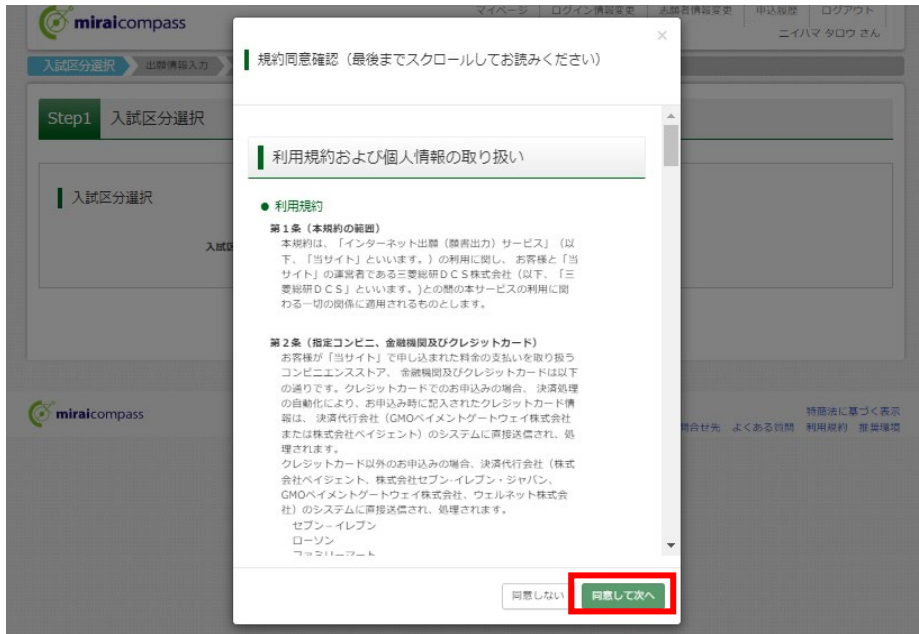 miraicompass
マイページ ログイン情報変更 志願者情報変更 申込履歴 ログアウト
ニイハマ タロウ さん
入試区分選択 出願情報入力
Step1 入試区分選択
入試区分選択
入試区
規約同意確認(最後までスクロールしてお読みください)
×
利用規約および個人情報の取り扱い
● 利用規約
第1条(本規約の範囲)
本規約は、「インターネット出願(願書出力)サービス」(以
下、「当サイト」といいます。)の利用に関し、 お客様と「当
サイト」の運営者である三菱総研DCS株式会社(以下、「三
菱総研DCS」といいます。)との間の本サービスの利用に関
わる一切の関係に適用されるものとします。
第2条(指定コンビニ、金融機関及びクレジットカード)
お客様が「当サイト」で申し込まれた料金の支払いを取り扱う
コンビニエンスストア、 金融機関及びクレジットカードは以下
の通りです。クレジットカードでのお申込みの場合、 決済処理
の自動化により、お申込み時に記入されたクレジットカード情
報は、 決済代行会社(GMOペイメントゲートウェイ株式会社
または株式会社ペイジェント)のシステムに直接送信され、処
理されます。
クレジットカード以外のお申込みの場合、決済代行会社(株式
会社ペイジェント、株式会社セブン-イレブン・ジャパン、
GMOペイメントゲートウェイ株式会社、ウェルネット株式会
社)のシステムに直接送信され、処理されます。
セブン-イレブン
ローソン
ファミリーマート
同意しない 同意して次へ
miraicompass
特商法に基づく表示
問合せ先 よくある質問 利用規約 推奨環境